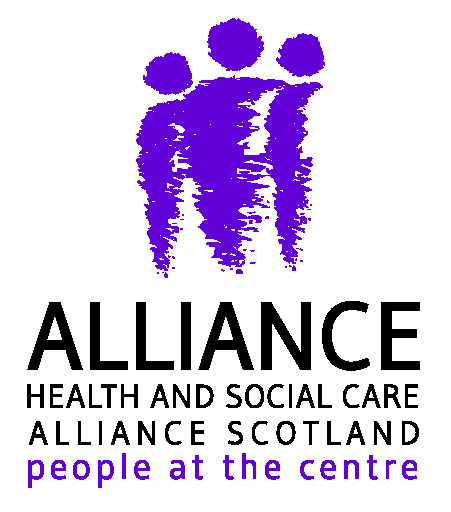 ALLIANCE
HEALTH AND SOCIAL CARE
ALLIANCE SCOTLAND
people at the centre